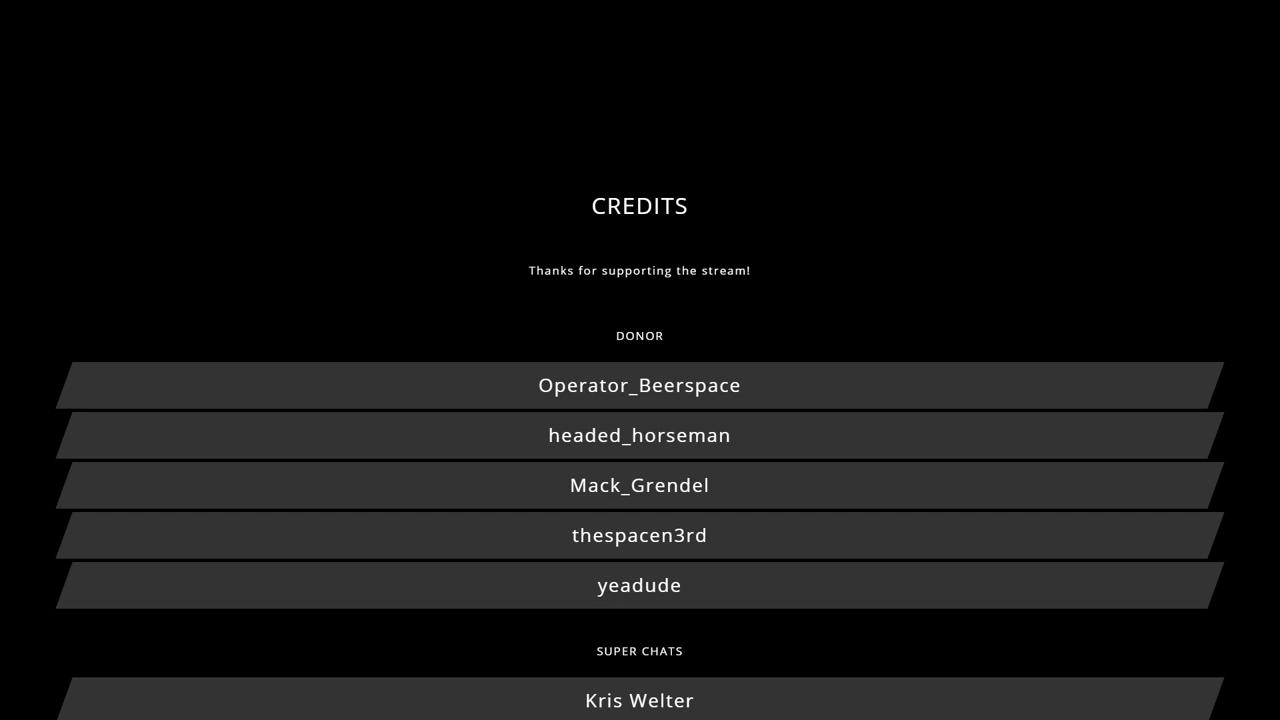 CREDITS
Thanks for supporting the stream!
DONOR
Operator_Beerspace
headed_horseman
Mack_Grendel
thespacen3rd
yeadude
SUPER CHATS
Kris Welter